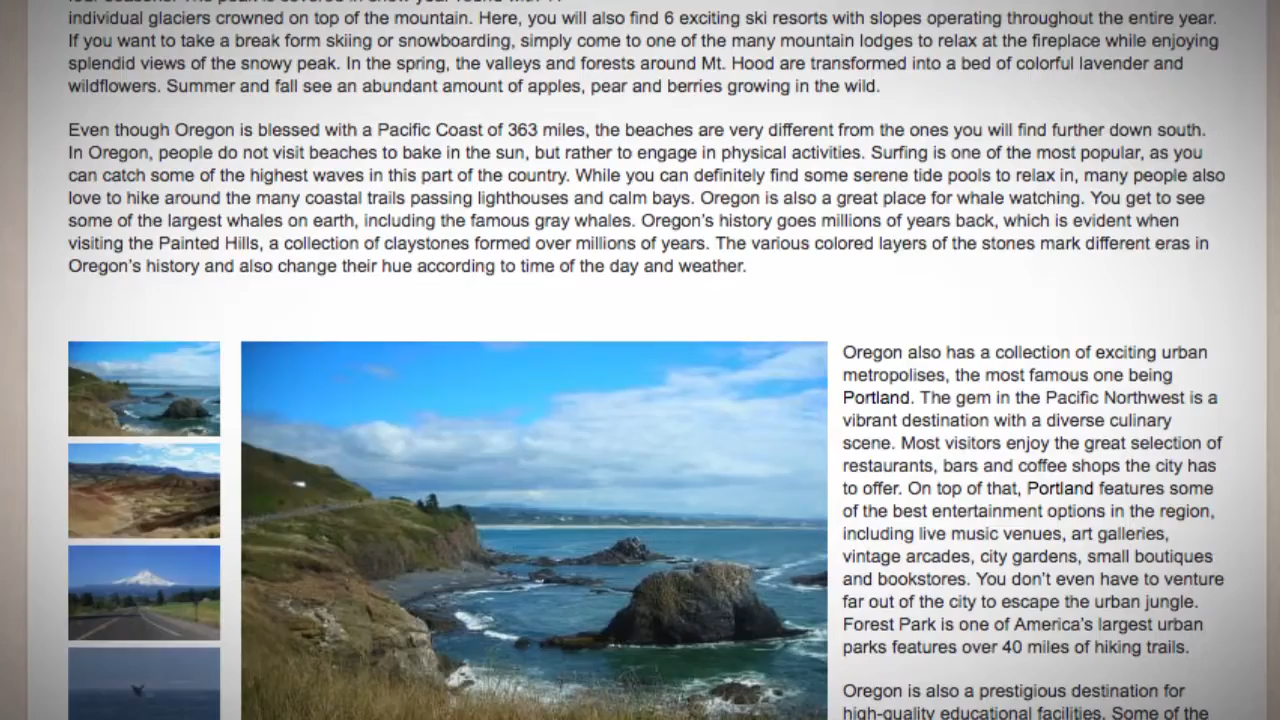 individual glaciers crowned on top of the mountain. Here, you will also find 6 exciting ski resorts with slopes operating throughout the entire year.
If you want to take a break form skiing or snowboarding, simply come to one of the many mountain lodges to relax at the fireplace while enjoying
splendid views of the snowy peak. In the spring, the valleys and forests around Mt. Hood are transformed into a bed of colorful lavender and
wildflowers. Summer and fall see an abundant amount of apples, pear and berries growing in the wild.
Even though Oregon is blessed with a Pacific Coast of 363 miles, the beaches are very different from the ones you will find further down south.
In Oregon, people do not visit beaches to bake in the sun, but rather to engage in physical activities. Surfing is one of the most popular, as you
can catch some of the highest waves in this part of the country. While you can definitely find some serene tide pools to relax in, many people also
love to hike around the many coastal trails passing lighthouses and calm bays. Oregon is also a great place for whale watching. You get to see
some of the largest whales on earth, including the famous gray whales. Oregon's history goes millions of years back, which is evident when
visiting the Painted Hills, a collection of claystones formed over millions of years. The various colored layers of the stones mark different eras in
Oregon's history and also change their hue according to time of the day and weather.
Oregon also has a collection of exciting urban
metropolises, the most famous one being
Portland. The gem in the Pacific Northwest is a
vibrant destination with a diverse culinary
scene. Most visitors enjoy the great selection of
restaurants, bars and coffee shops the city has
to offer. On top of that, Portland features some
of the best entertainment options in the region,
including live music venues, art galleries,
vintage arcades, city gardens, small boutiques
and bookstores. You don't even have to venture
far out of the city to escape the urban jungle.
Forest Park is one of America's largest urban
parks features over 40 miles of hiking trails.
Oregon is also a prestigious destination for
high-quality educational facilities. Some of the